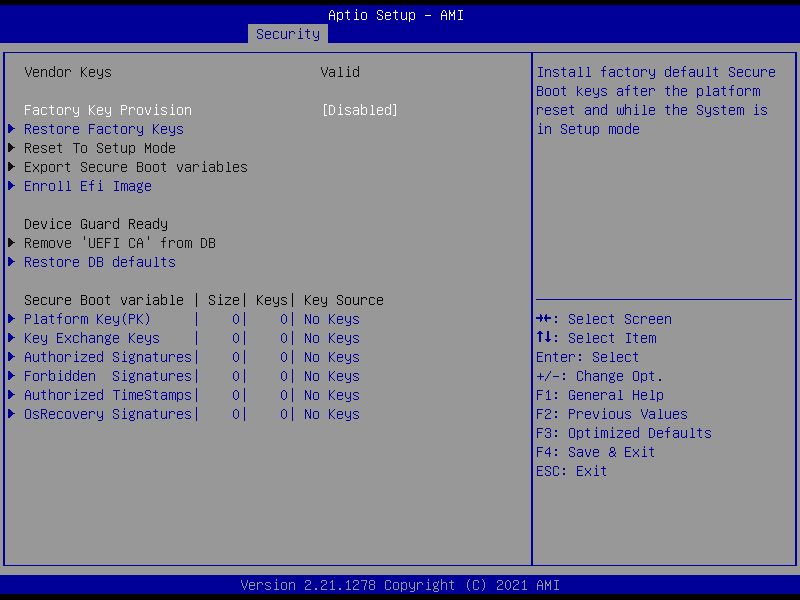 Aptio Setup - AMI
Security
Vendor Keys Valid
Factory Key Provision [Disabled]
Restore Factory Keys
Reset To Setup Mode
Export Secure Boot variables
Enroll Efi Image
Device Guard Ready
Remove 'UEFI CA' from DB
Restore DB defaults
Secure Boot variable | Size| Keys| Key Source
Platform Key(PK) | 0| 0| No Keys
Key Exchange Keys | 0| 0| No Keys
Authorized Signatures| 0| 0| No Keys
Forbidden Signatures| 0| 0| No Keys
Authorized TimeStamps| 0| 0| No Keys
OsRecovery Signatures| 0| 0| No Keys
Install factory default Secure
Boot keys after the platform
reset and while the System is
in Setup mode
→←: Select Screen
↑↓: Select Item
Enter: Select
+/-: Change Opt.
F1: General Help
F2: Previous Values
F3: Optimized Defaults
F4: Save & Exit
ESC: Exit
Version 2.21.1278 Copyright (C) 2021 AMI